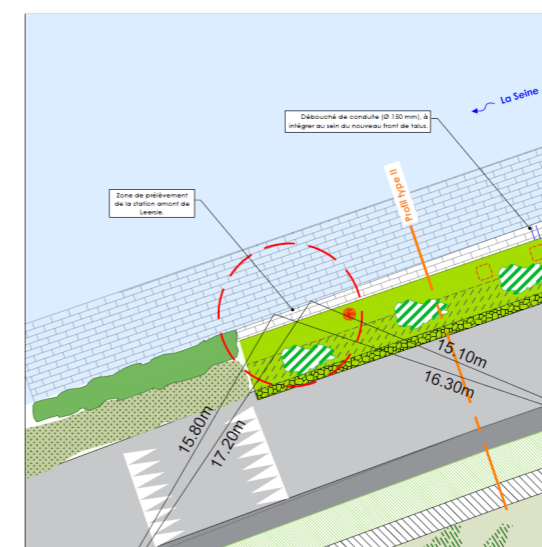 La Seine
Débouché de conduite (Ø 150 mm), à
intégrer au sein du nouveau front de talus.
Profil type II
Zone de prélèvement
de la station amont de
Leersie.
15.10m
16.30m
15.80m
17.20m